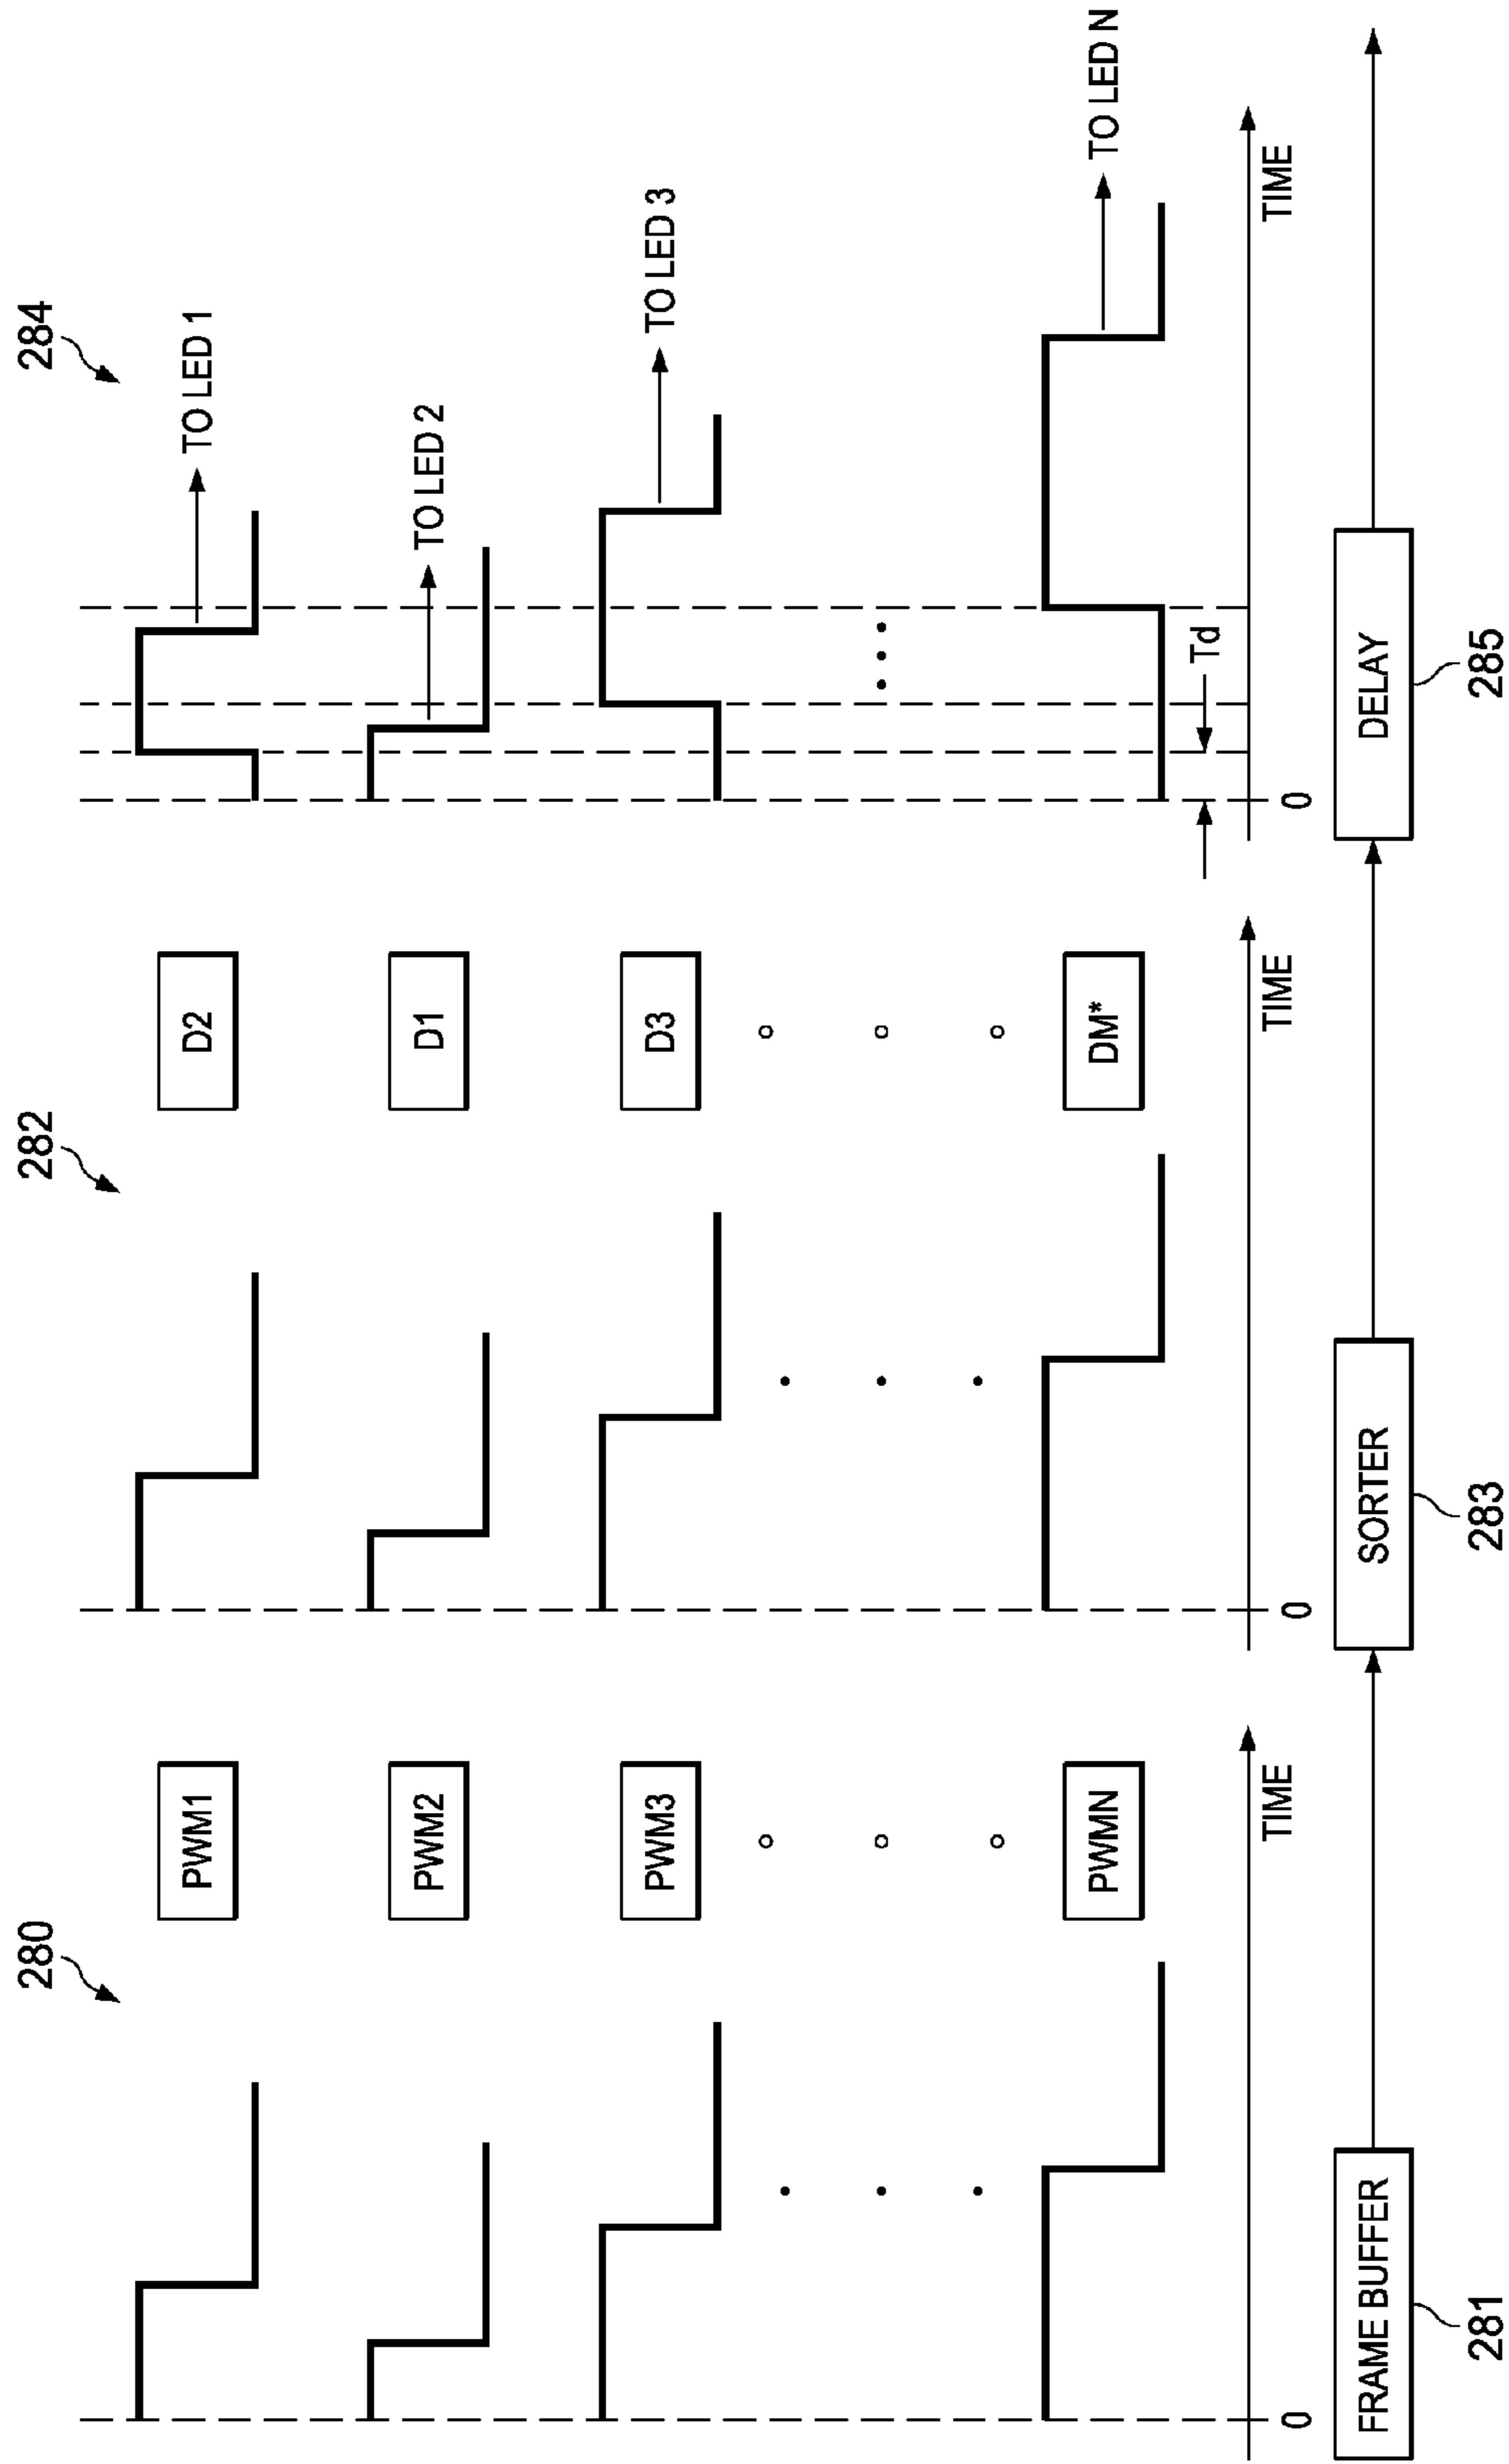 280
PWM1
PWM2
PWM3
PWMN
0
TIME
FRAME BUFFER
281
282
D2
D1
D3
DM*
0
TIME
SORTER
283
284
TO LED 1
TO LED 2
TO LED 3
TO LED N
Td
0
TIME
DELAY
285